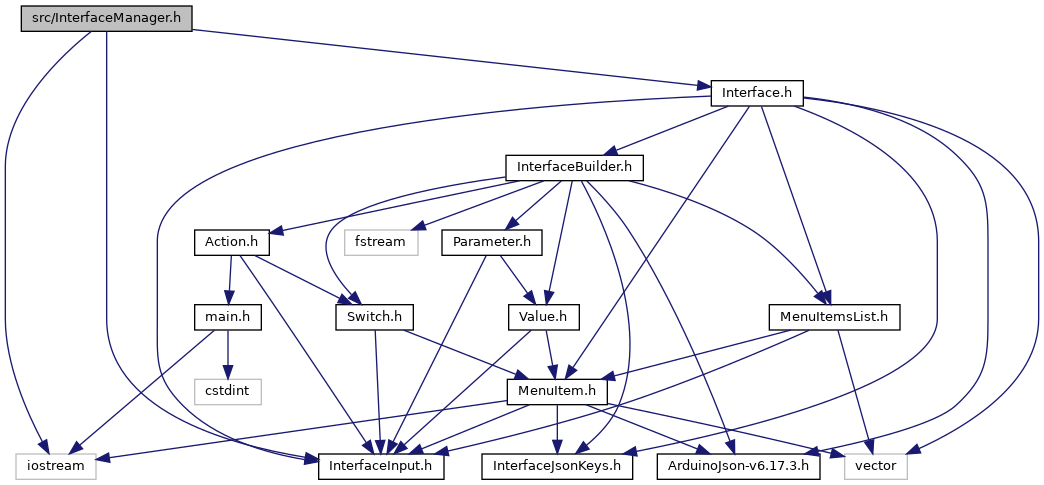 src/InterfaceManager.h
Interface.h
InterfaceBuilder.h
Action.h
fstream
Parameter.h
main.h
Switch.h
Value.h
MenuItemsList.h
cstdint
MenuItem.h
iostream
InterfaceInput.h
InterfaceJsonKeys.h
ArduinoJson-v6.17.3.h
vector